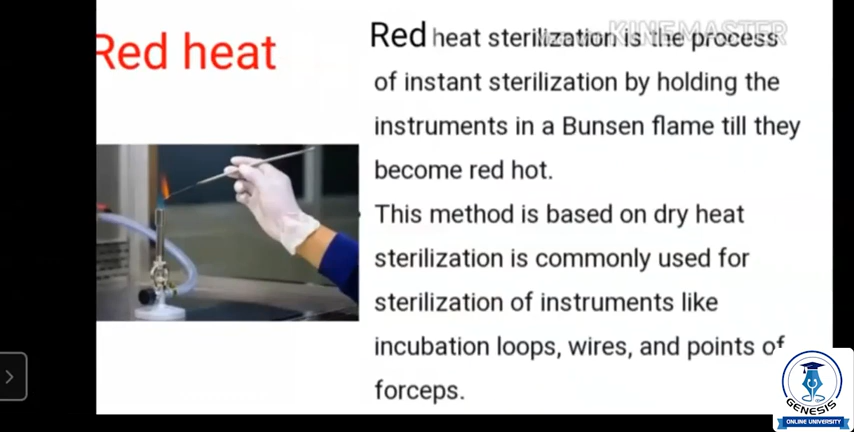 Red heat
Red heat sterilization is the process
of instant sterilization by holding the
instruments in a Bunsen flame till they
become red hot.
This method is based on dry heat
sterilization is commonly used for
sterilization of instruments like
incubation loops, wires, and points of
forceps.
KINEMASTER
GENESIS
ONLINE UNIVERSITY